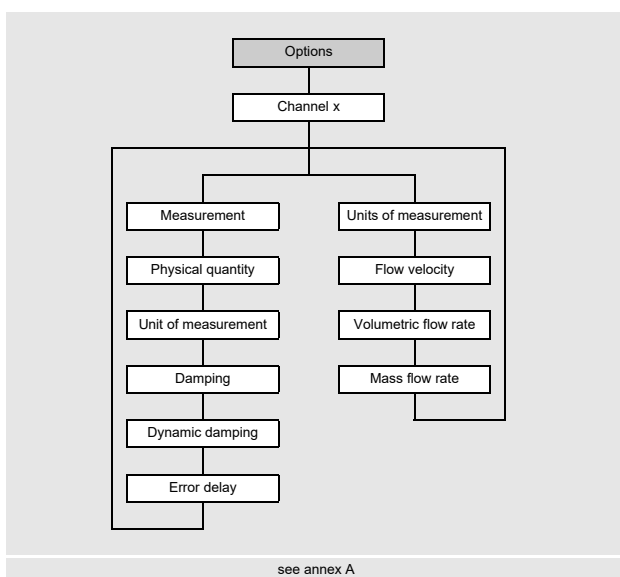 Options
Channel x
Measurement
Physical quantity
Unit of measurement
Damping
Dynamic damping
Error delay
Units of measurement
Flow velocity
Volumetric flow rate
Mass flow rate
see annex A